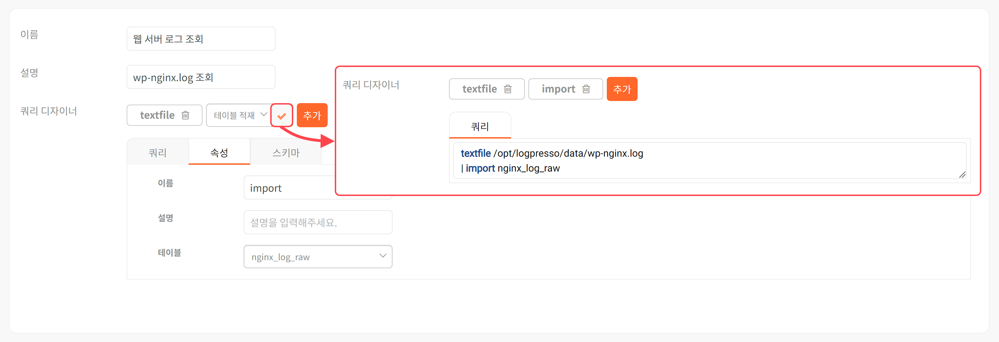 이름
웹 서버 로그 조회
설명
wp-nginx.log 조회
쿼리 디자이너
textfile
테이블 적재
추가
쿼리
속성
스키마
이름
import
설명
설명을 입력해주세요.
테이블
nginx_log_raw
쿼리 디자이너
textfile
import
추가
쿼리
textfile /opt/logpresso/data/wp-nginx.log
| import nginx_log_raw